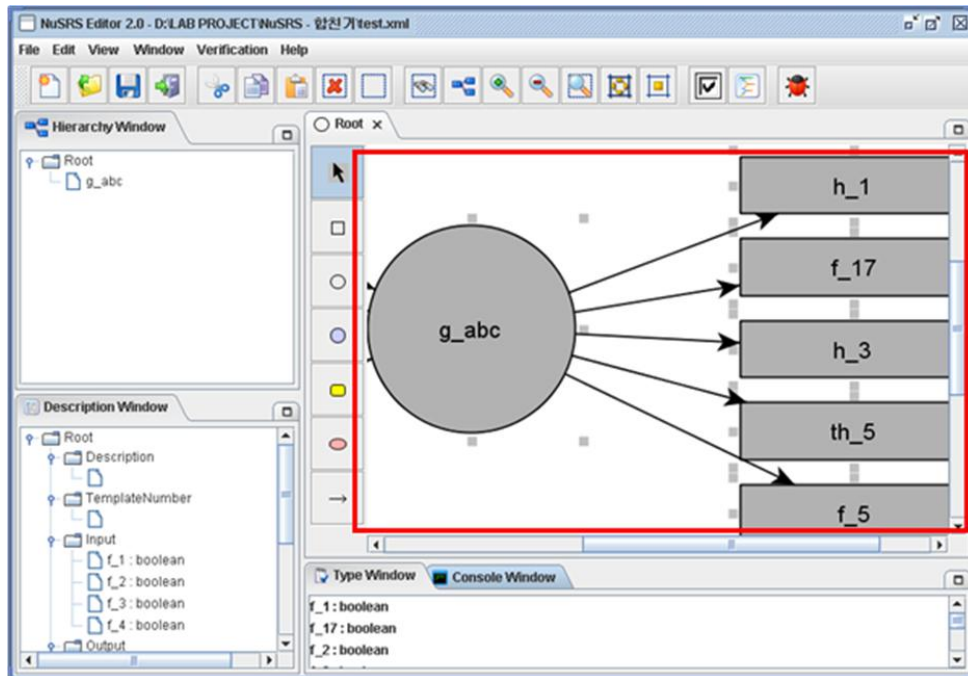 NuSRS Editor 2.0 - D:\LAB PROJECT\NuSRS - 합친거\test.xml
File Edit View Window Verification Help
Hierarchy Window
Root
g_abc
Root
g_abc
h_1
f_17
h_3
th_5
f_5
Description Window
Root
Description
TemplateNumber
Input
f_1 : boolean
f_2 : boolean
f_3 : boolean
f_4 : boolean
Output
Type Window Console Window
f_1 : boolean
f_17 : boolean
f_2 : boolean